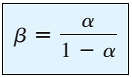 β = α / (1 − α)